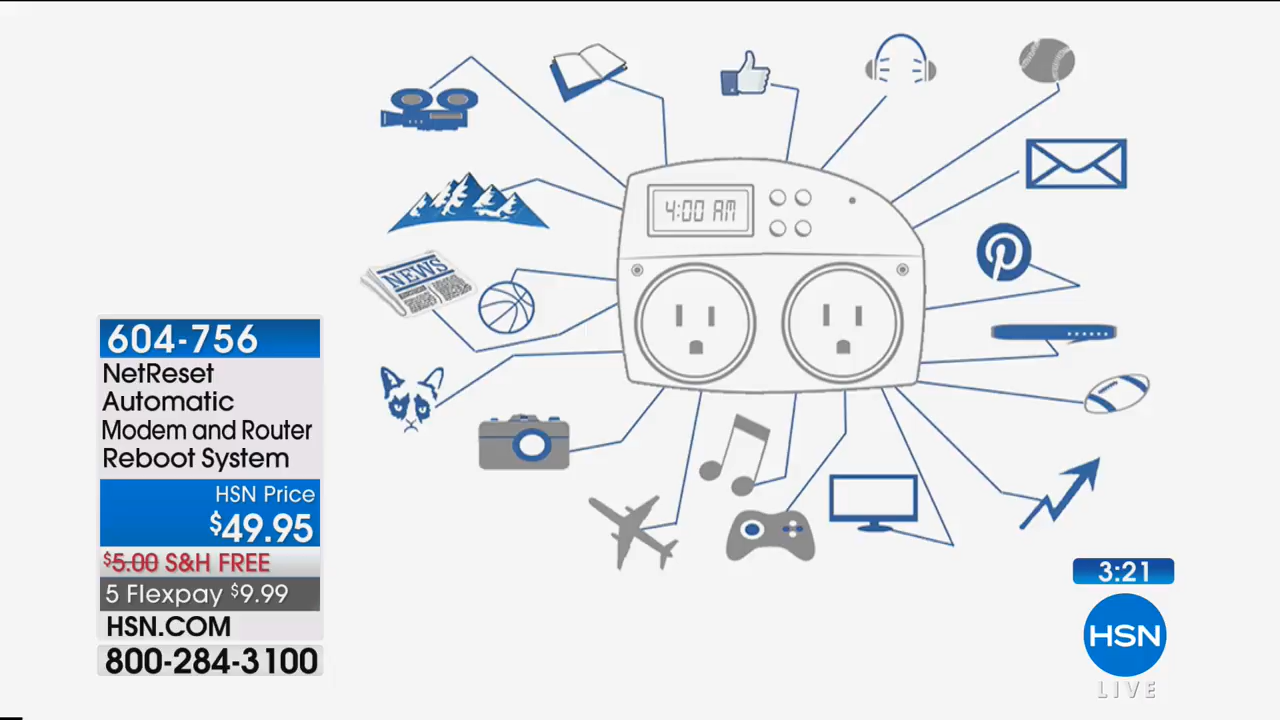 4:00 AM
NEWS
604-756
NetReset
Automatic
Modem and Router
Reboot System
HSN Price
$49.95
$5.00 S&H FREE
5 Flexpay $9.99
HSN.COM
800-284-3100
3:21
HSN
LIVE